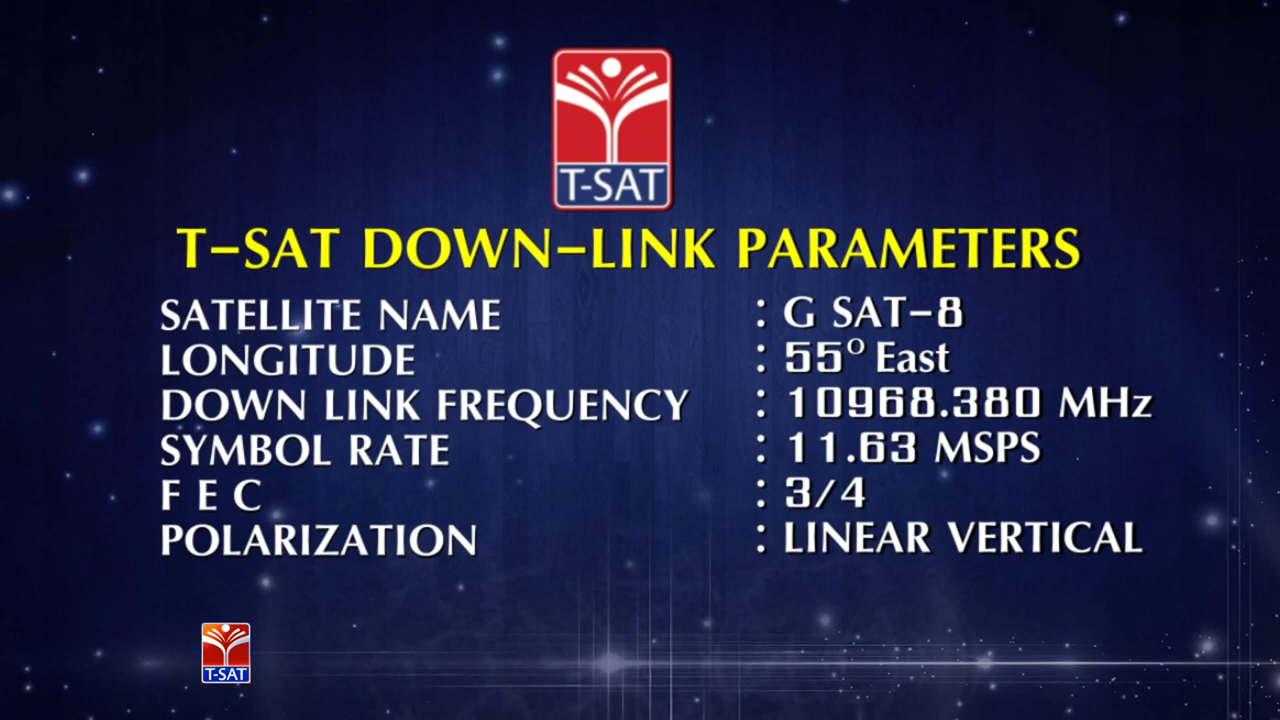 T-SAT
T-SAT DOWN-LINK PARAMETERS
SATELLITE NAME : G SAT-8
LONGITUDE : 55° East
DOWN LINK FREQUENCY : 10968.380 MHz
SYMBOL RATE : 11.63 MSPS
F E C : 3/4
POLARIZATION : LINEAR VERTICAL
T-SAT